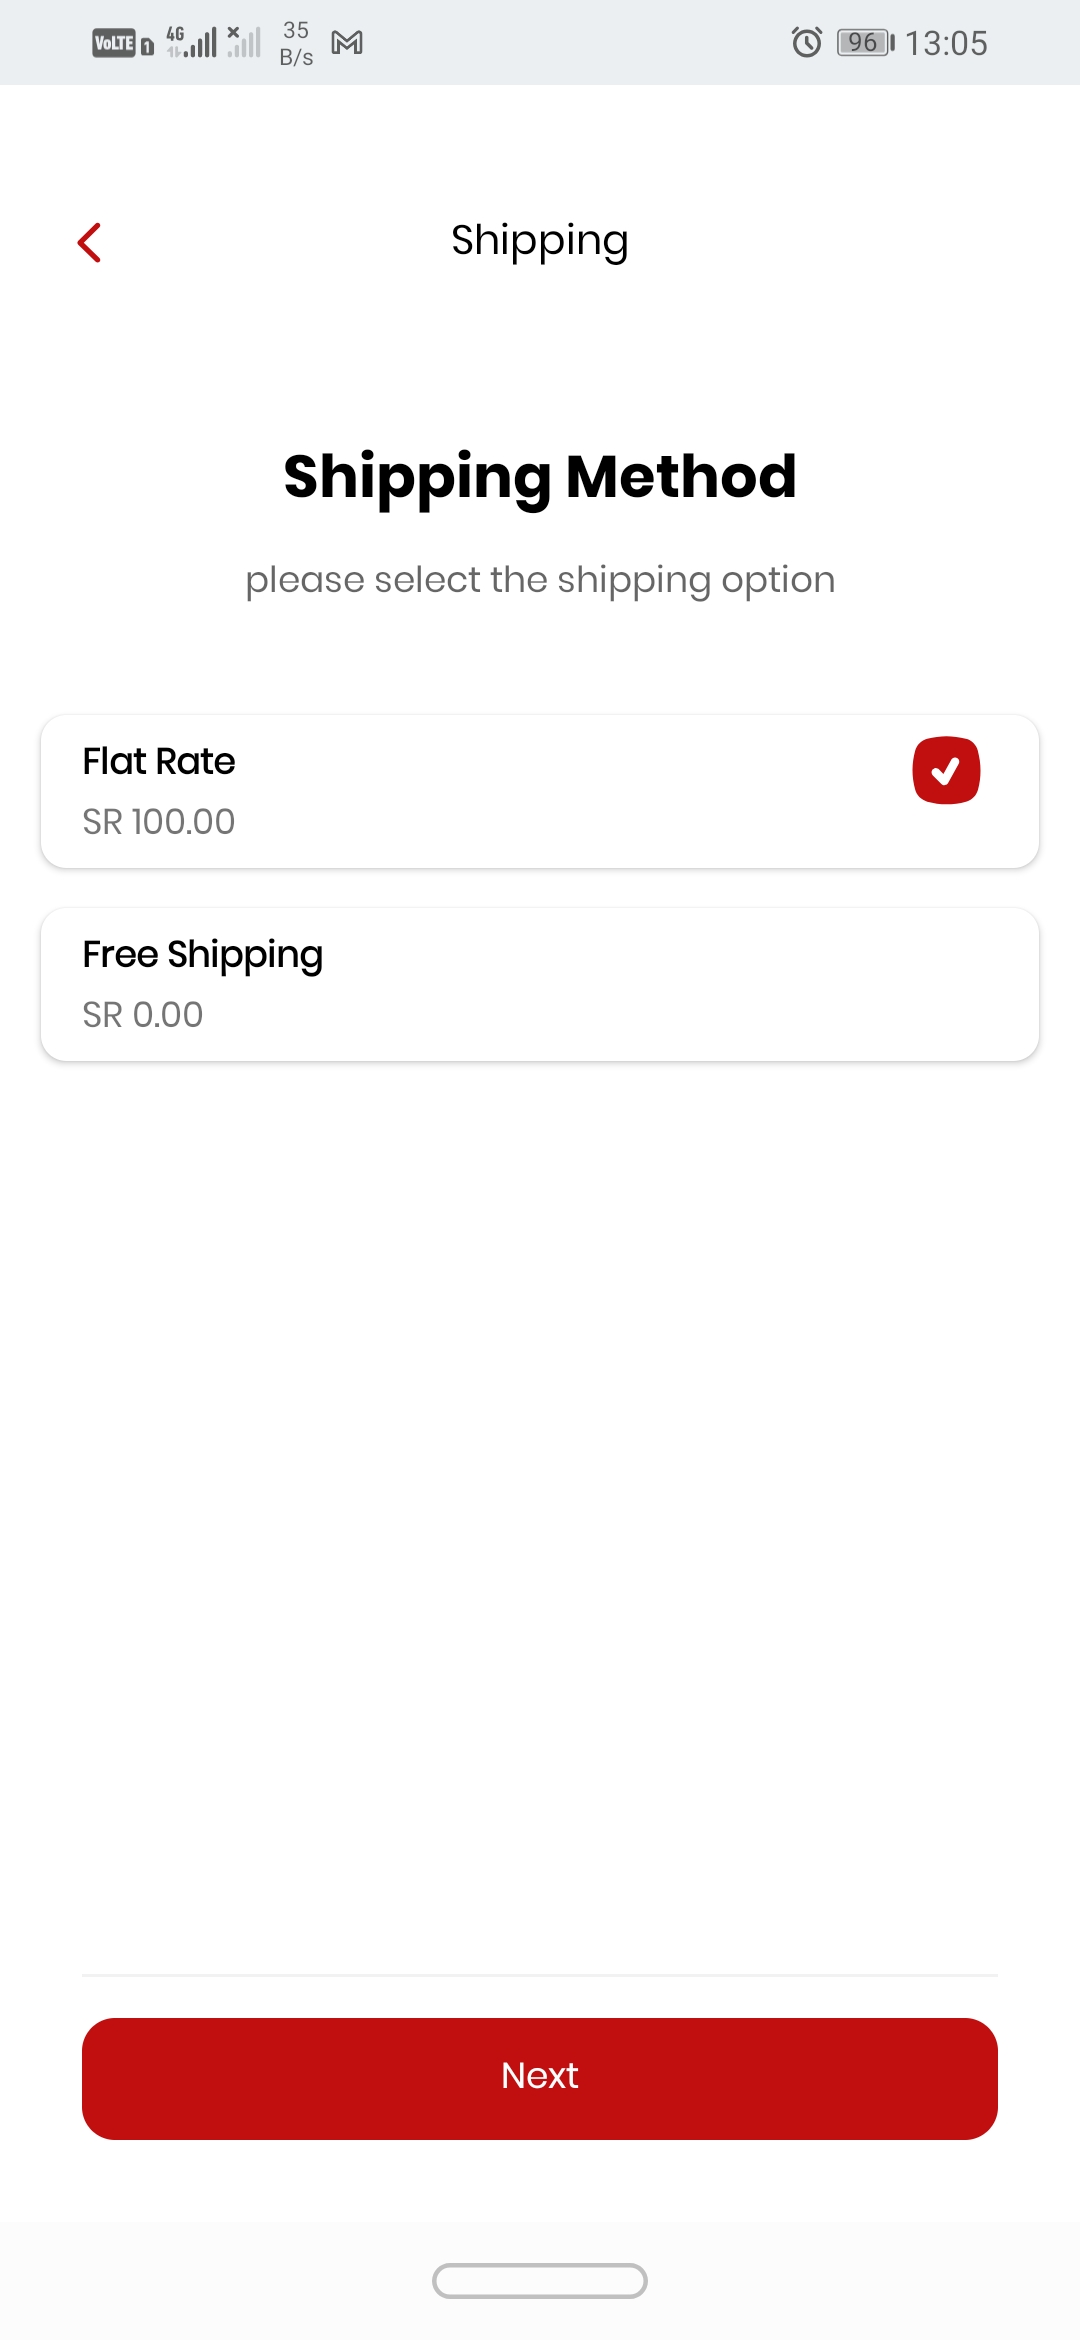 VoLTE 1 4G 35 B/s 96 13:05
Shipping
Shipping Method
please select the shipping option
Flat Rate
SR 100.00
Free Shipping
SR 0.00
Next